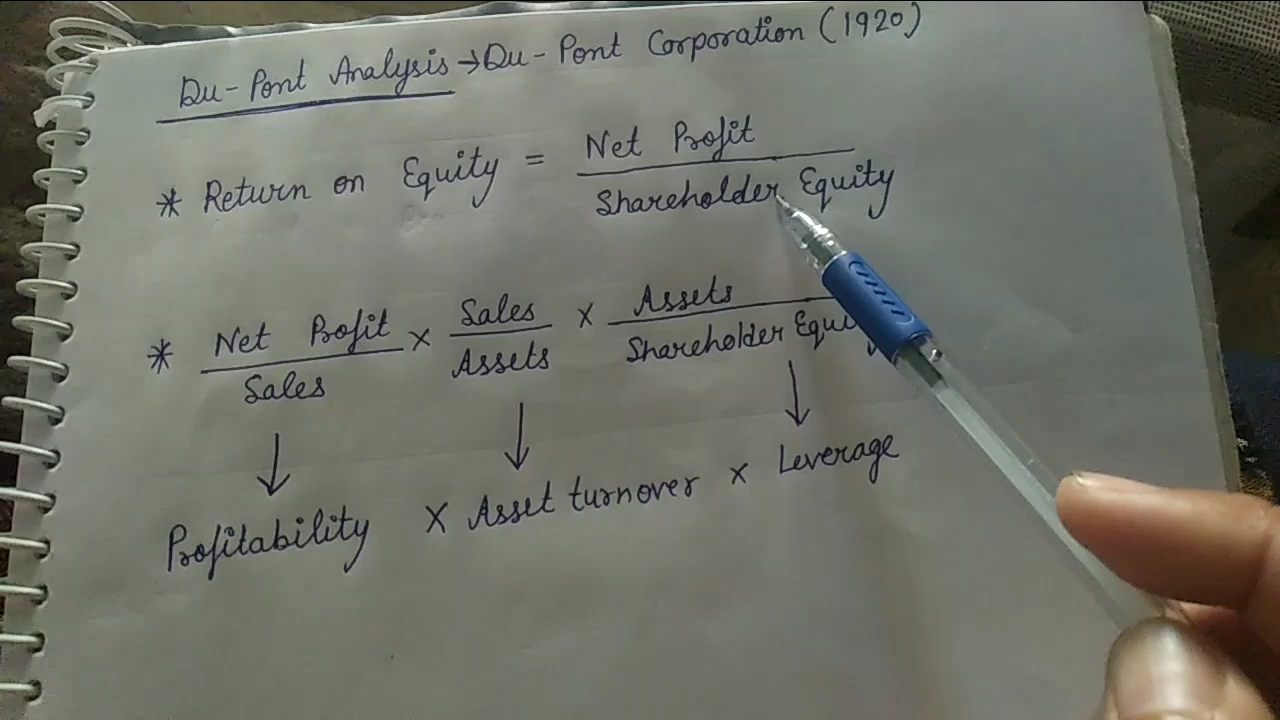 Du-Pont Analysis → Du-Pont Corporation (1920)
* Return on Equity = Net Profit
Shareholder Equity
* Net Profit × Sales × Assets
Sales Assets Shareholder Equi
↓ ↓ ↓
Profitability × Asset turnover × Leverage